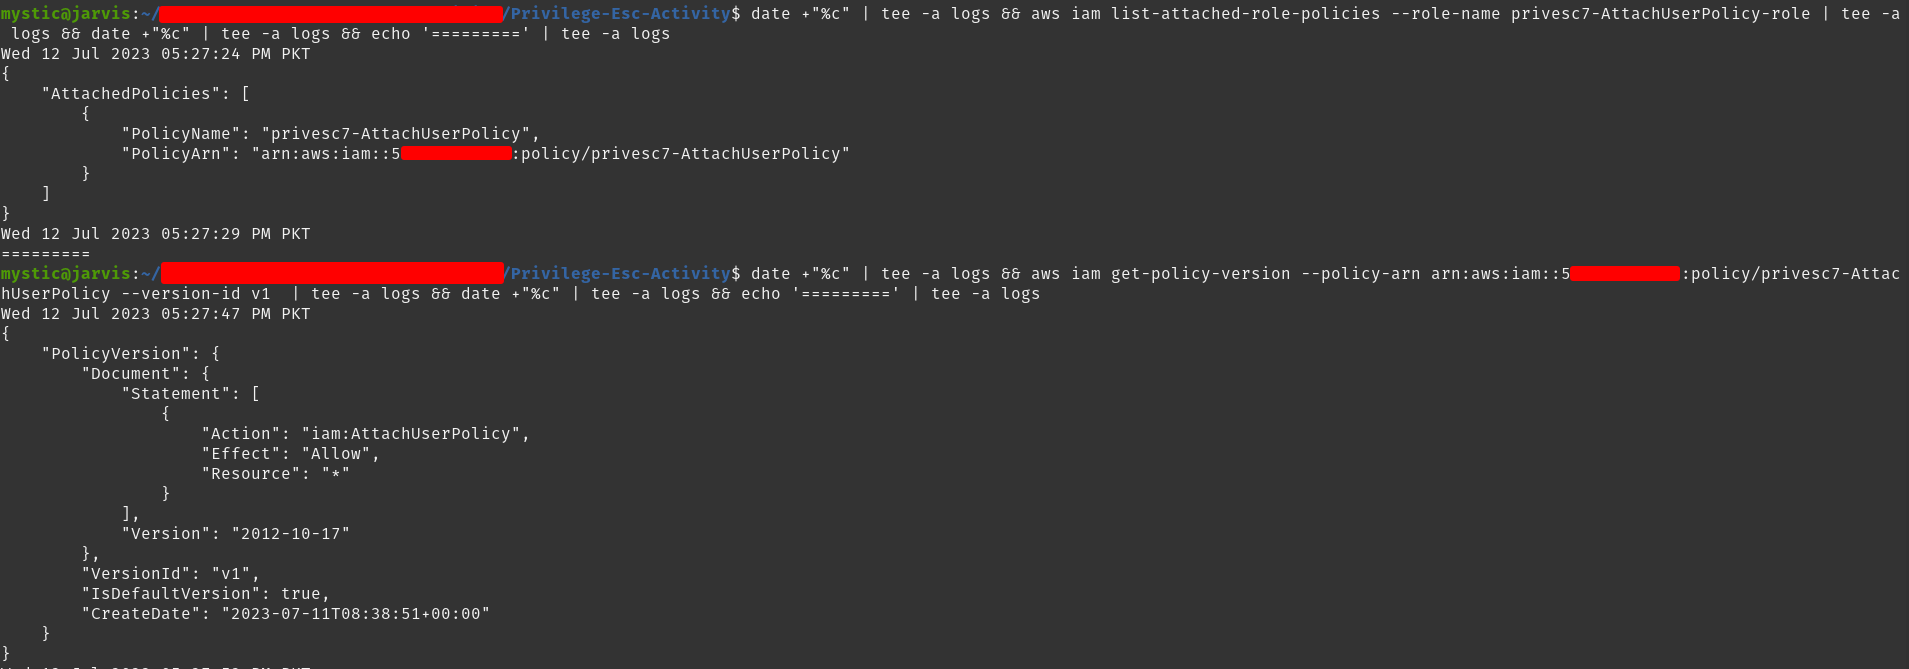 mystic@jarvis:~/ /Privilege-Esc-Activity$ date +"%c" | tee -a logs && aws iam list-attached-role-policies --role-name privesc7-AttachUserPolicy-role | tee -a
 logs && date +"%c" | tee -a logs && echo '=========' | tee -a logs
Wed 12 Jul 2023 05:27:24 PM PKT
{
    "AttachedPolicies": [
        {
            "PolicyName": "privesc7-AttachUserPolicy",
            "PolicyArn": "arn:aws:iam::5 :policy/privesc7-AttachUserPolicy"
        }
    ]
}
Wed 12 Jul 2023 05:27:29 PM PKT
=========
mystic@jarvis:~/ /Privilege-Esc-Activity$ date +"%c" | tee -a logs && aws iam get-policy-version --policy-arn arn:aws:iam::5 :policy/privesc7-Attac
hUserPolicy --version-id v1  | tee -a logs && date +"%c" | tee -a logs && echo '=========' | tee -a logs
Wed 12 Jul 2023 05:27:47 PM PKT
{
    "PolicyVersion": {
        "Document": {
            "Statement": [
                {
                    "Action": "iam:AttachUserPolicy",
                    "Effect": "Allow",
                    "Resource": "*"
                }
            ],
            "Version": "2012-10-17"
        },
        "VersionId": "v1",
        "IsDefaultVersion": true,
        "CreateDate": "2023-07-11T08:38:51+00:00"
    }
}